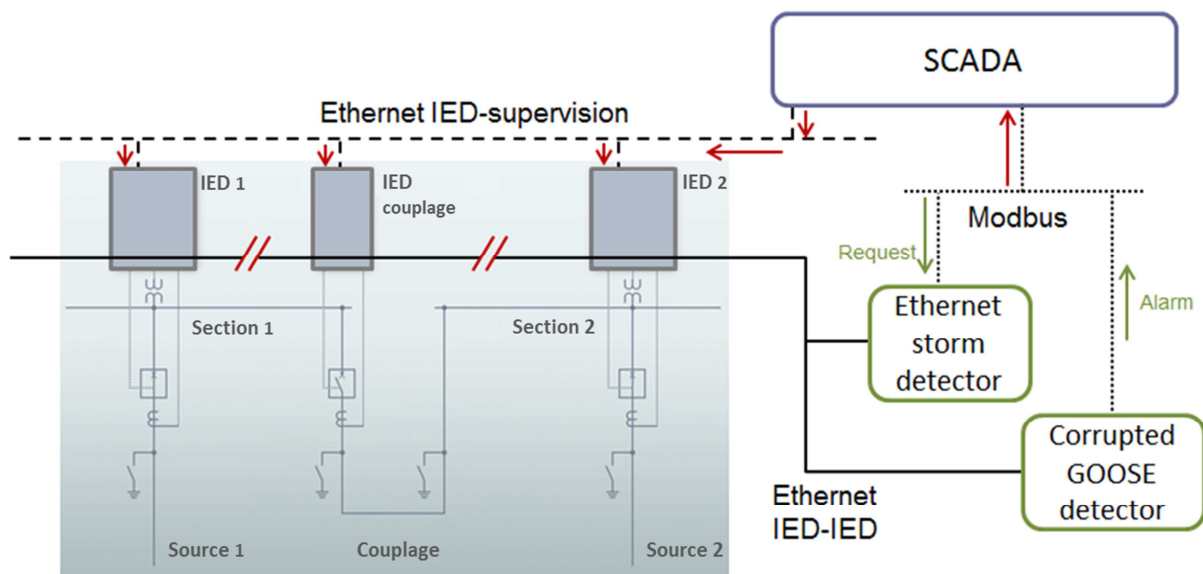 SCADA
Ethernet IED-supervision
IED 1
IED
couplage
IED 2
Modbus
Request
Ethernet
storm
detector
Alarm
Section 1
Section 2
Corrupted
GOOSE
detector
Ethernet
IED-IED
Source 1
Couplage
Source 2